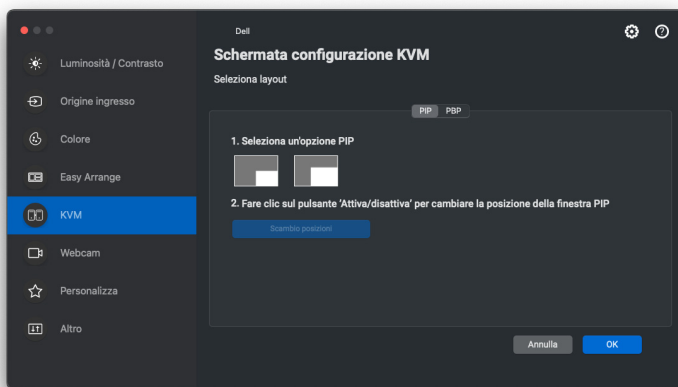 Dell
Schermata configurazione KVM
Seleziona layout
Luminosità / Contrasto
Origine ingresso
Colore
Easy Arrange
KVM
Webcam
Personalizza
Altro
PIP PBP
1. Seleziona un'opzione PIP
2. Fare clic sul pulsante ‘Attiva/disattiva’ per cambiare la posizione della finestra PIP
Scambio posizioni
Annulla OK